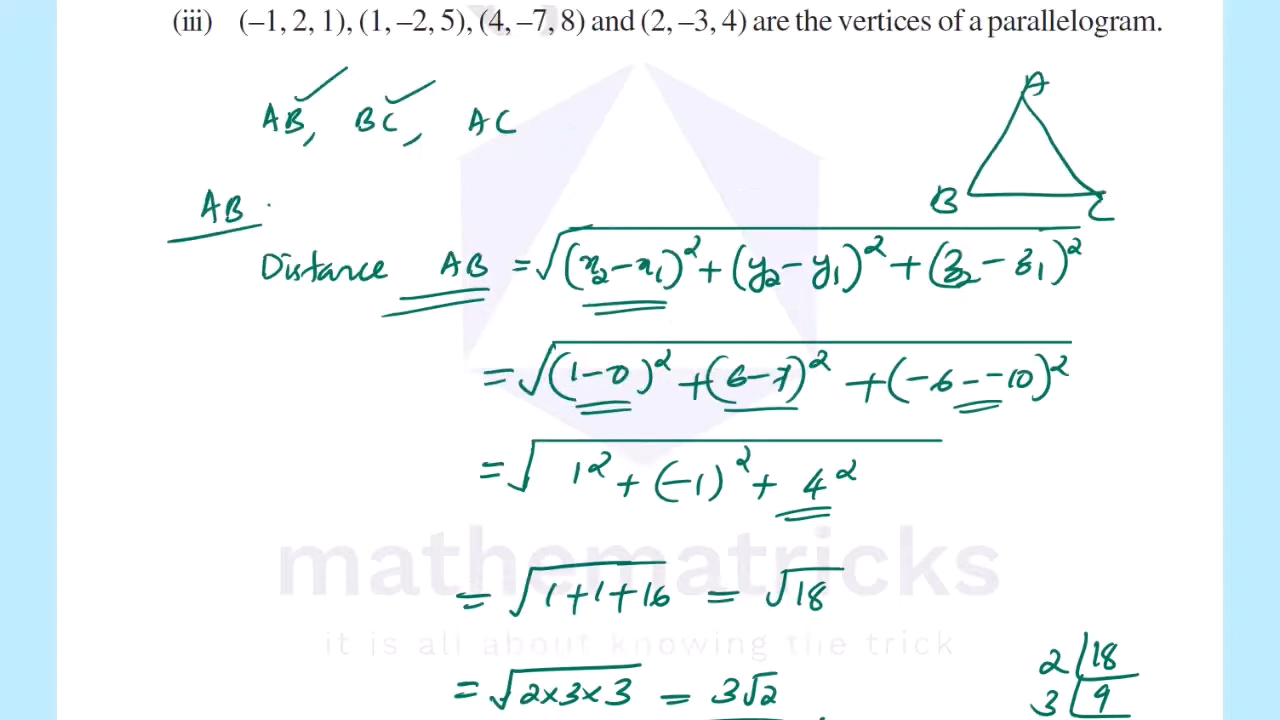 (iii) (–1, 2, 1), (1, –2, 5), (4, –7, 8) and (2, –3, 4) are the vertices of a parallelogram.
AB, BC, AC
A
B C
AB
Distance AB = √((x₂−x₁)² + (y₂−y₁)² + (z₂−z₁)²)
= √((1−0)² + (6−7)² + (−6−−10)²)
= √(1² + (−1)² + 4²)
mathematricks
= √(1+1+16) = √18
it is all about knowing the trick
= √(2×3×3) = 3√2
2 | 18
3 | 9